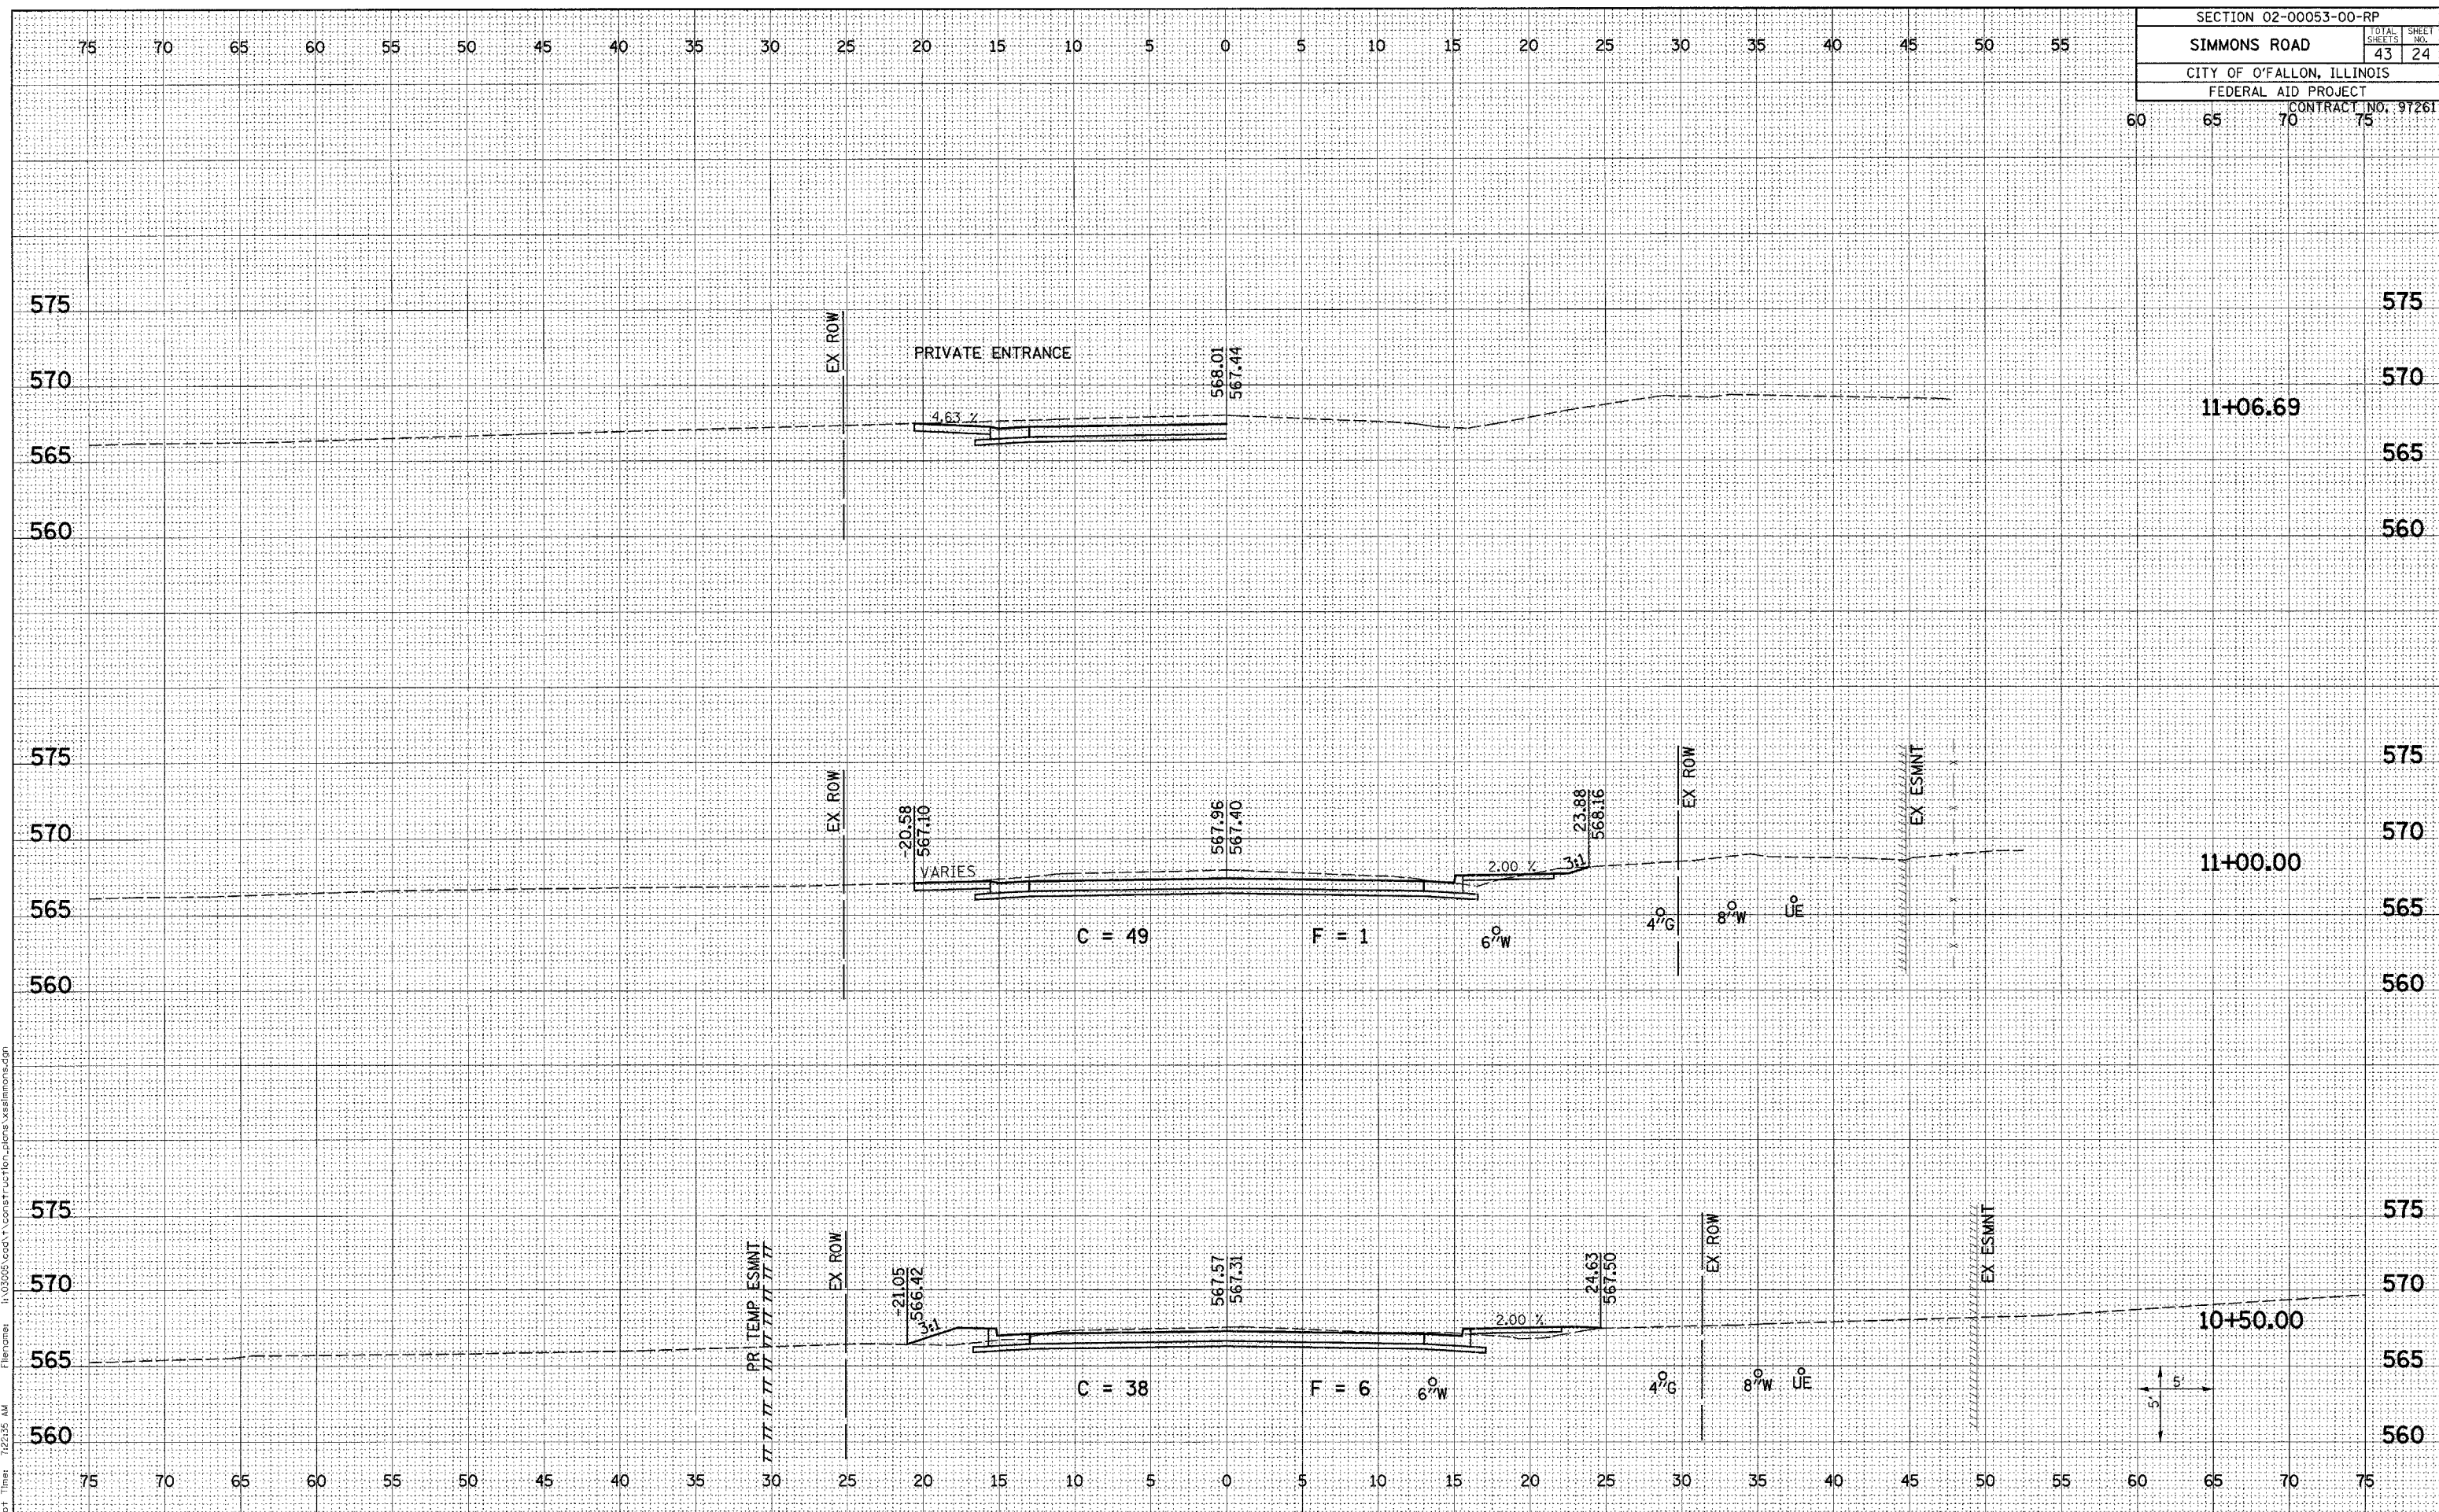 SECTION 02-00053-00-RP
SIMMONS ROAD
TOTAL SHEETS
SHEET NO.
43 24
CITY OF O'FALLON, ILLINOIS
FEDERAL AID PROJECT
CONTRACT NO. 97261
75 70 65 60 55 50 45 40 35 30 25 20 15 10 5 0 5 10 15 20 25 30 35 40 45 50 55
60 65 70 75
575 575
EX ROW
PRIVATE ENTRANCE
568.01
567.44
570 570
11+06.69
4.63 %
565 565
560 560
575 575
EX ROW
EX ROW
EX ESMNT
-20.58
567.10
567.96
567.40
23.88
568.16
570 570
VARIES
2.00 %
3:1
11+00.00
565 565
C = 49
F = 1
6"W
4"G
8"W
UE
560 560
575 575
PR TEMP ESMNT
EX ROW
EX ROW
EX ESMNT
-21.05
566.42
567.57
567.31
24.63
567.50
570 570
3:1
2.00 %
10+50.00
565 565
C = 38
F = 6
6"W
4"G
8"W
UE
5'
5'
560 560
75 70 65 60 55 50 45 40 35 30 25 20 15 10 5 0 5 10 15 20 25 30 35 40 45 50 55 60 65 70 75
7:22:35 AM